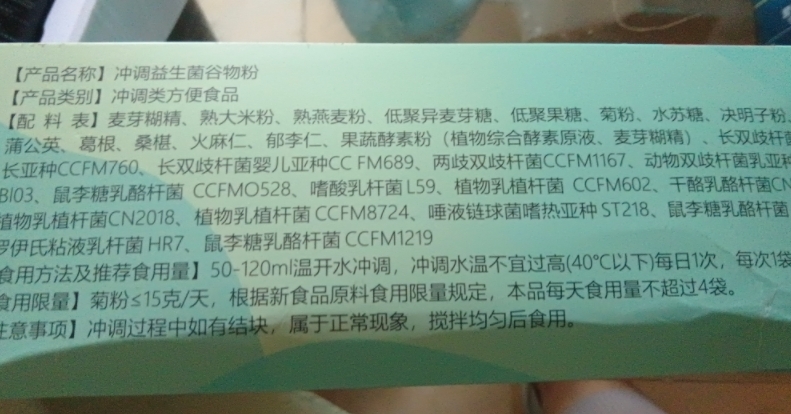 【产品名称】冲调益生菌谷物粉
【产品类别】冲调类方便食品
【配 料 表】麦芽糊精、熟大米粉、熟燕麦粉、低聚异麦芽糖、低聚果糖、菊粉、水苏糖、决明子粉、
蒲公英、葛根、桑椹、火麻仁、郁李仁、果蔬酵素粉（植物综合酵素原液、麦芽糊精）、长双歧杆菌
长亚种CCFM760、长双歧杆菌婴儿亚种CC FM689、两歧双歧杆菌CCFM1167、动物双歧杆菌乳亚种
BI03、鼠李糖乳酪杆菌 CCFMO528、嗜酸乳杆菌L59、植物乳植杆菌 CCFM602、干酪乳酪杆菌CN
植物乳植杆菌CN2018、植物乳植杆菌 CCFM8724、唾液链球菌嗜热亚种 ST218、鼠李糖乳酪杆菌
罗伊氏粘液乳杆菌 HR7、鼠李糖乳酪杆菌 CCFM1219
食用方法及推荐食用量】50-120ml温开水冲调，冲调水温不宜过高(40℃以下)每日1次，每次1袋
食用限量】菊粉≤15克/天，根据新食品原料食用限量规定，本品每天食用量不超过4袋。
注意事项】冲调过程中如有结块，属于正常现象，搅拌均匀后食用。